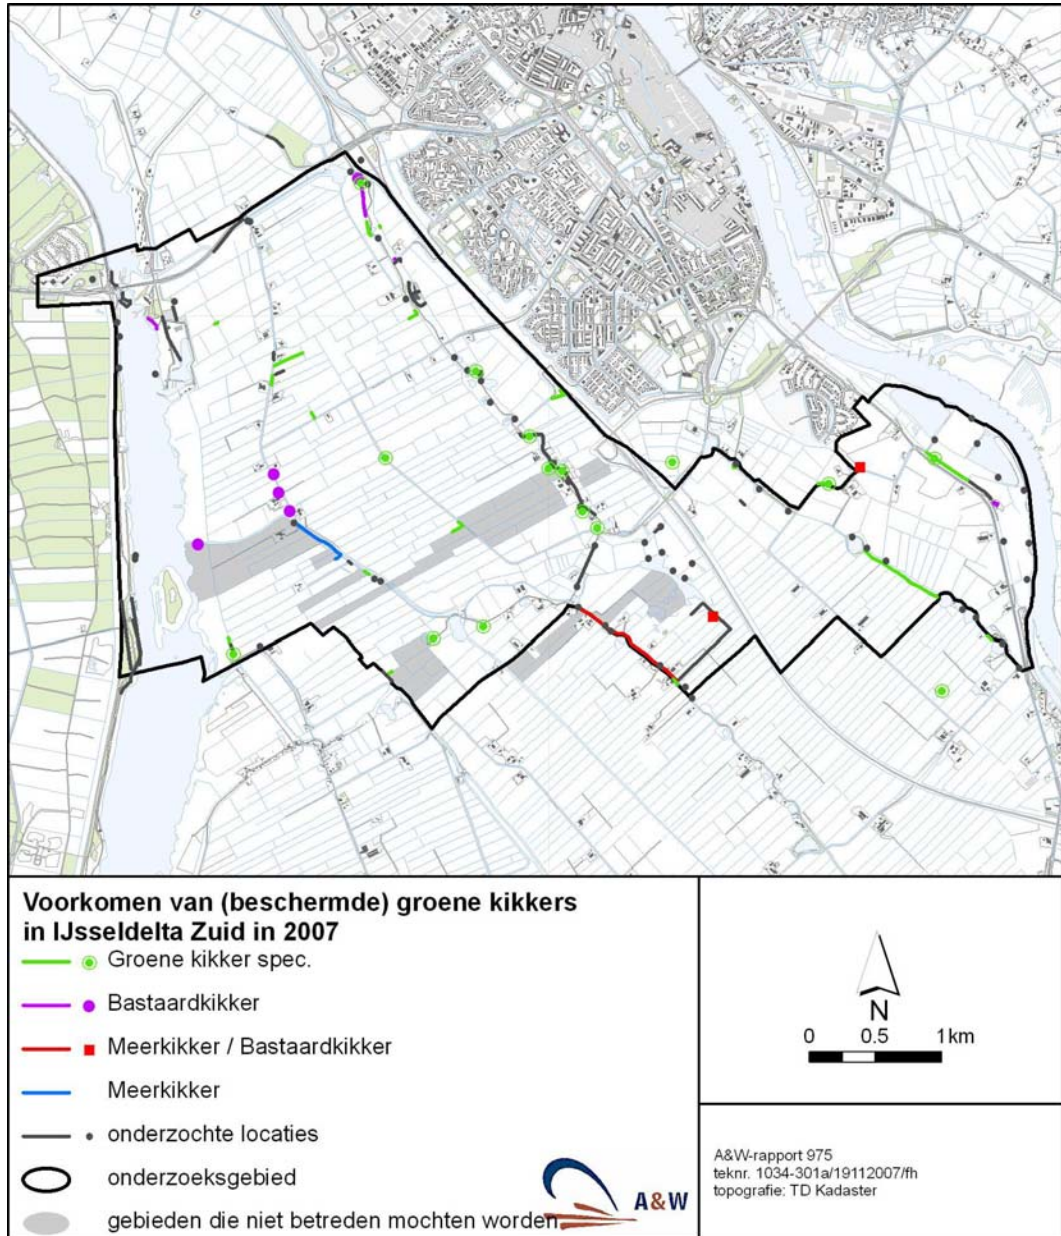 Voorkomen van (beschermde) groene kikkers
in IJsseldelta Zuid in 2007
Groene kikker spec.
Bastaardkikker
Meerkikker / Bastaardkikker
Meerkikker
onderzochte locaties
onderzoeksgebied
gebieden die niet betreden mochten worden
A&W
N
0 0.5 1km
A&W-rapport 975
teknr. 1034-301a/19112007/fh
topografie: TD Kadaster